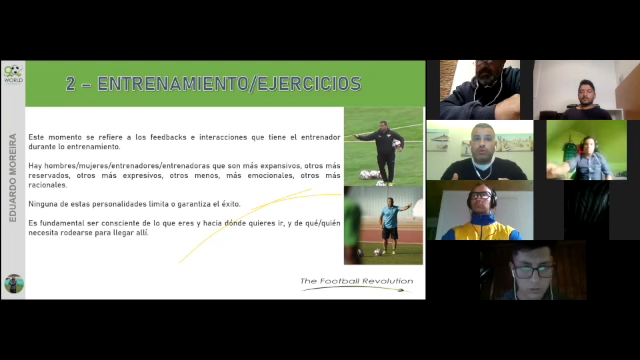 2 – ENTRENAMIENTO/EJERCICIOS
WORLD
EDUARDO MOREIRA
Este momento se refiere a los feedbacks e interacciones que tiene el entrenador
durante lo entrenamiento.
Hay hombres/mujeres/entrenadores/entrenadoras que son más expansivos, otros más
reservados, otros más expresivos, otros menos, más emocionales, otros más
racionales.
Ninguna de estas personalidades limita o garantiza el éxito.
Es fundamental ser consciente de lo que eres y hacia dónde quieres ir, y de qué/quién
necesita rodearse para llegar allí.
The Football Revolution